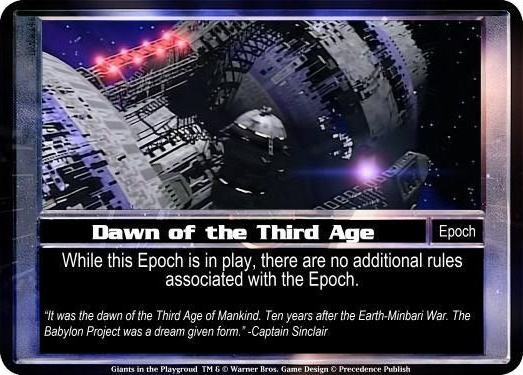 Dawn of the Third Age
Epoch
While this Epoch is in play, there are no additional rules
associated with the Epoch.
“It was the dawn of the Third Age of Mankind. Ten years after the Earth-Minbari War. The
Babylon Project was a dream given form.” -Captain Sinclair
Giants in the Playgroud TM & © Warner Bros. Game Design © Precedence Publish